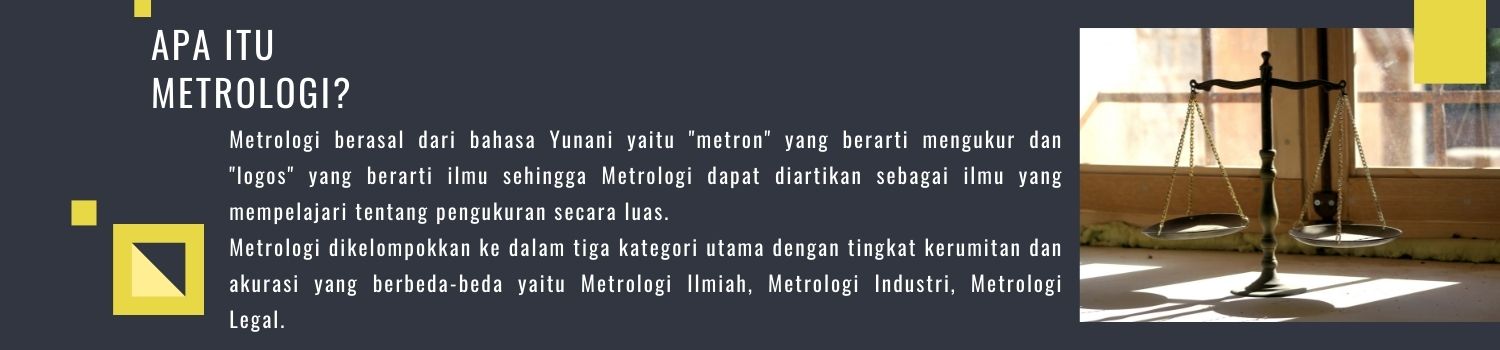 APA ITU
METROLOGI?
Metrologi berasal dari bahasa Yunani yaitu "metron" yang berarti mengukur dan
"logos" yang berarti ilmu sehingga Metrologi dapat diartikan sebagai ilmu yang
mempelajari tentang pengukuran secara luas.
Metrologi dikelompokkan ke dalam tiga kategori utama dengan tingkat kerumitan dan
akurasi yang berbeda-beda yaitu Metrologi Ilmiah, Metrologi Industri, Metrologi
Legal.